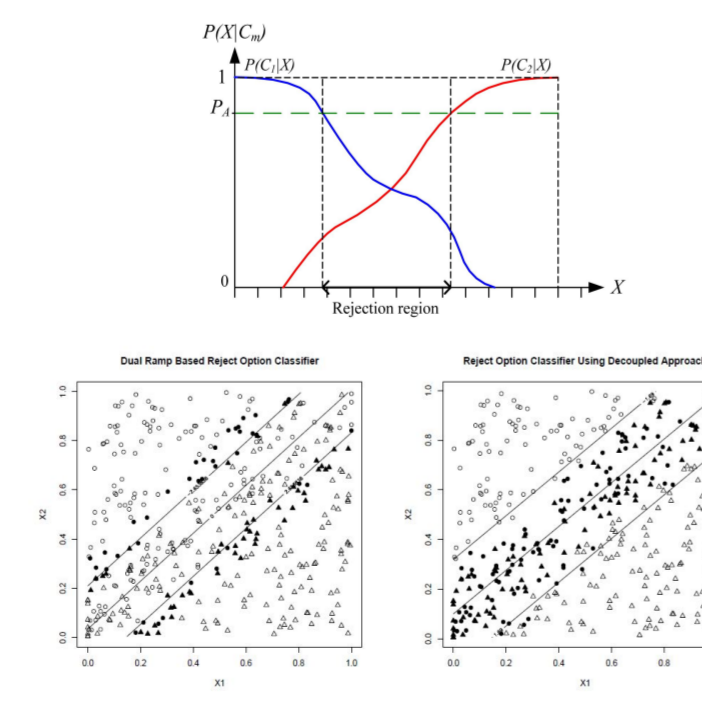 P(X|Cₘ)
P(C₁|X) P(C₂|X)
1
P_A
0
X
Rejection region
Dual Ramp Based Reject Option Classifier
X2
0.0 0.2 0.4 0.6 0.8 1.0
0.0 0.2 0.4 0.6 0.8 1.0
X1
Reject Option Classifier Using Decoupled Approac
X2
0.0 0.2 0.4 0.6 0.8 1.0
0.0 0.2 0.4 0.6 0.8
X1